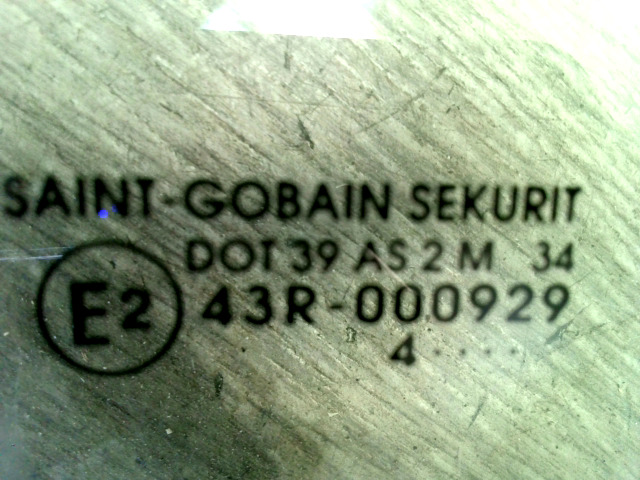 SAINT-GOBAIN SEKURIT
DOT 39 AS 2 M 34
E2 43R-000929
4····